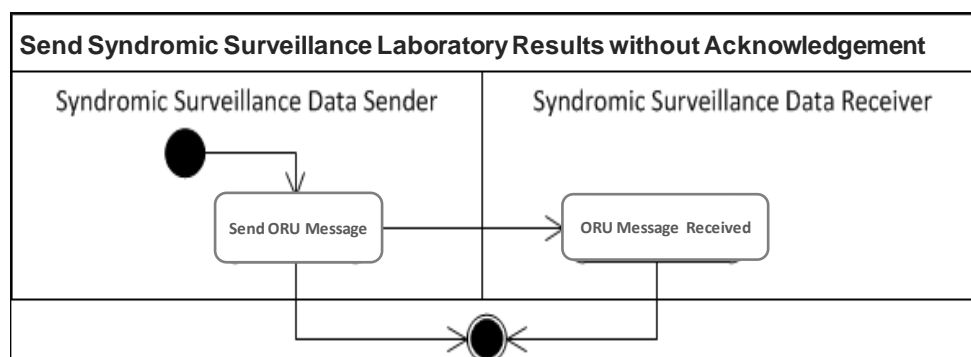 Send Syndromic Surveillance Laboratory Results without Acknowledgement
Syndromic Surveillance Data Sender
Syndromic Surveillance Data Receiver
Send ORU Message
ORU Message Received